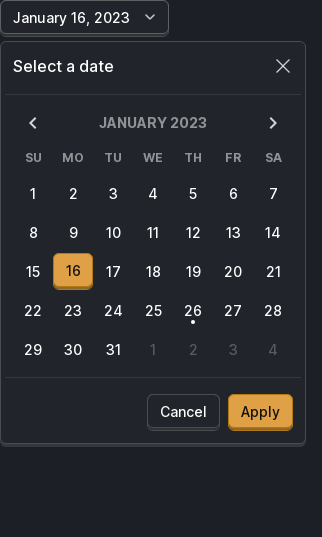 January 16, 2023
Select a date
JANUARY 2023
SU MO TU WE TH FR SA
1 2 3 4 5 6 7
8 9 10 11 12 13 14
15 16 17 18 19 20 21
22 23 24 25 26 27 28
29 30 31 1 2 3 4
Cancel Apply